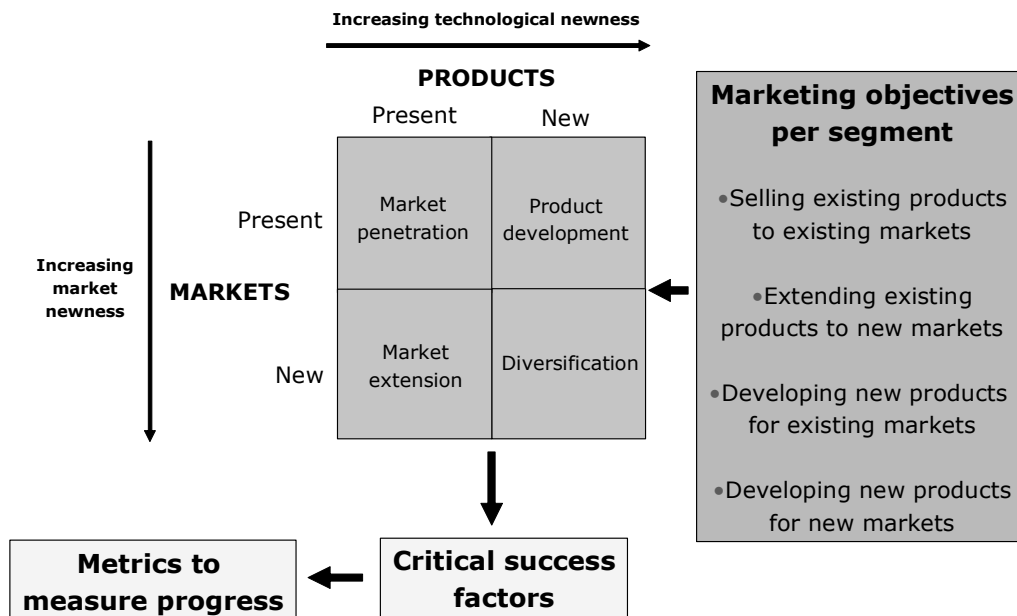 Increasing technological newness
PRODUCTS
Present
New
Marketing objectives
per segment
•Selling existing products
to existing markets
•Extending existing
products to new markets
•Developing new products
for existing markets
•Developing new products
for new markets
Increasing
market
newness
MARKETS
Present
New
Market
penetration
Product
development
Market
extension
Diversification
Critical success
factors
Metrics to
measure progress